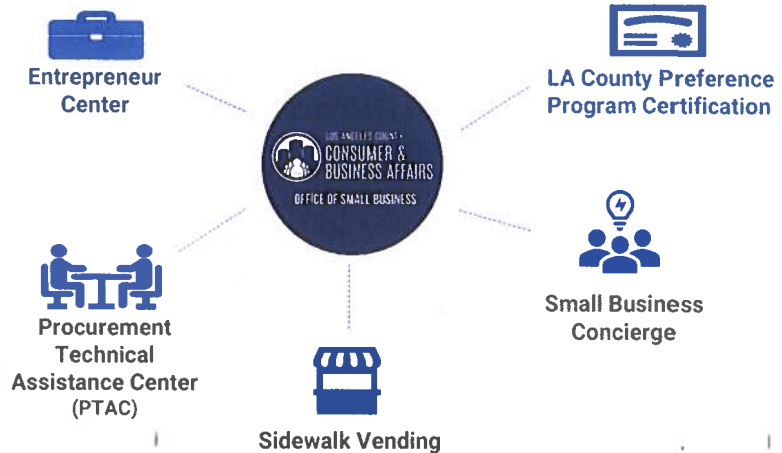 Entrepreneur
Center
LA County Preference
Program Certification
LOS ANGELES COUNTY
CONSUMER &
BUSINESS AFFAIRS
OFFICE OF SMALL BUSINESS
Procurement
Technical
Assistance Center
(PTAC)
Small Business
Concierge
Sidewalk Vending